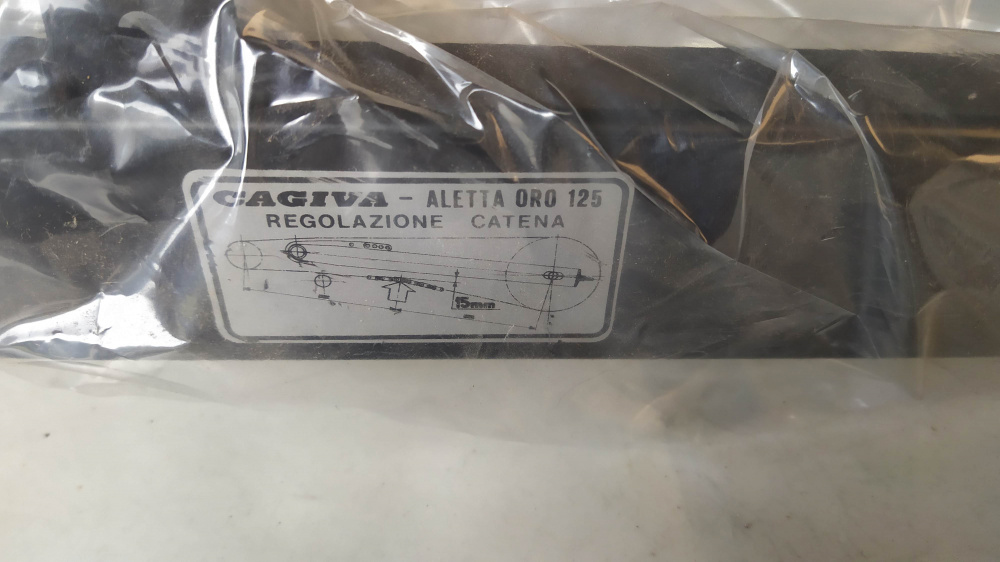 CAGIVA - ALETTA ORO 125
REGOLAZIONE CATENA
15mm